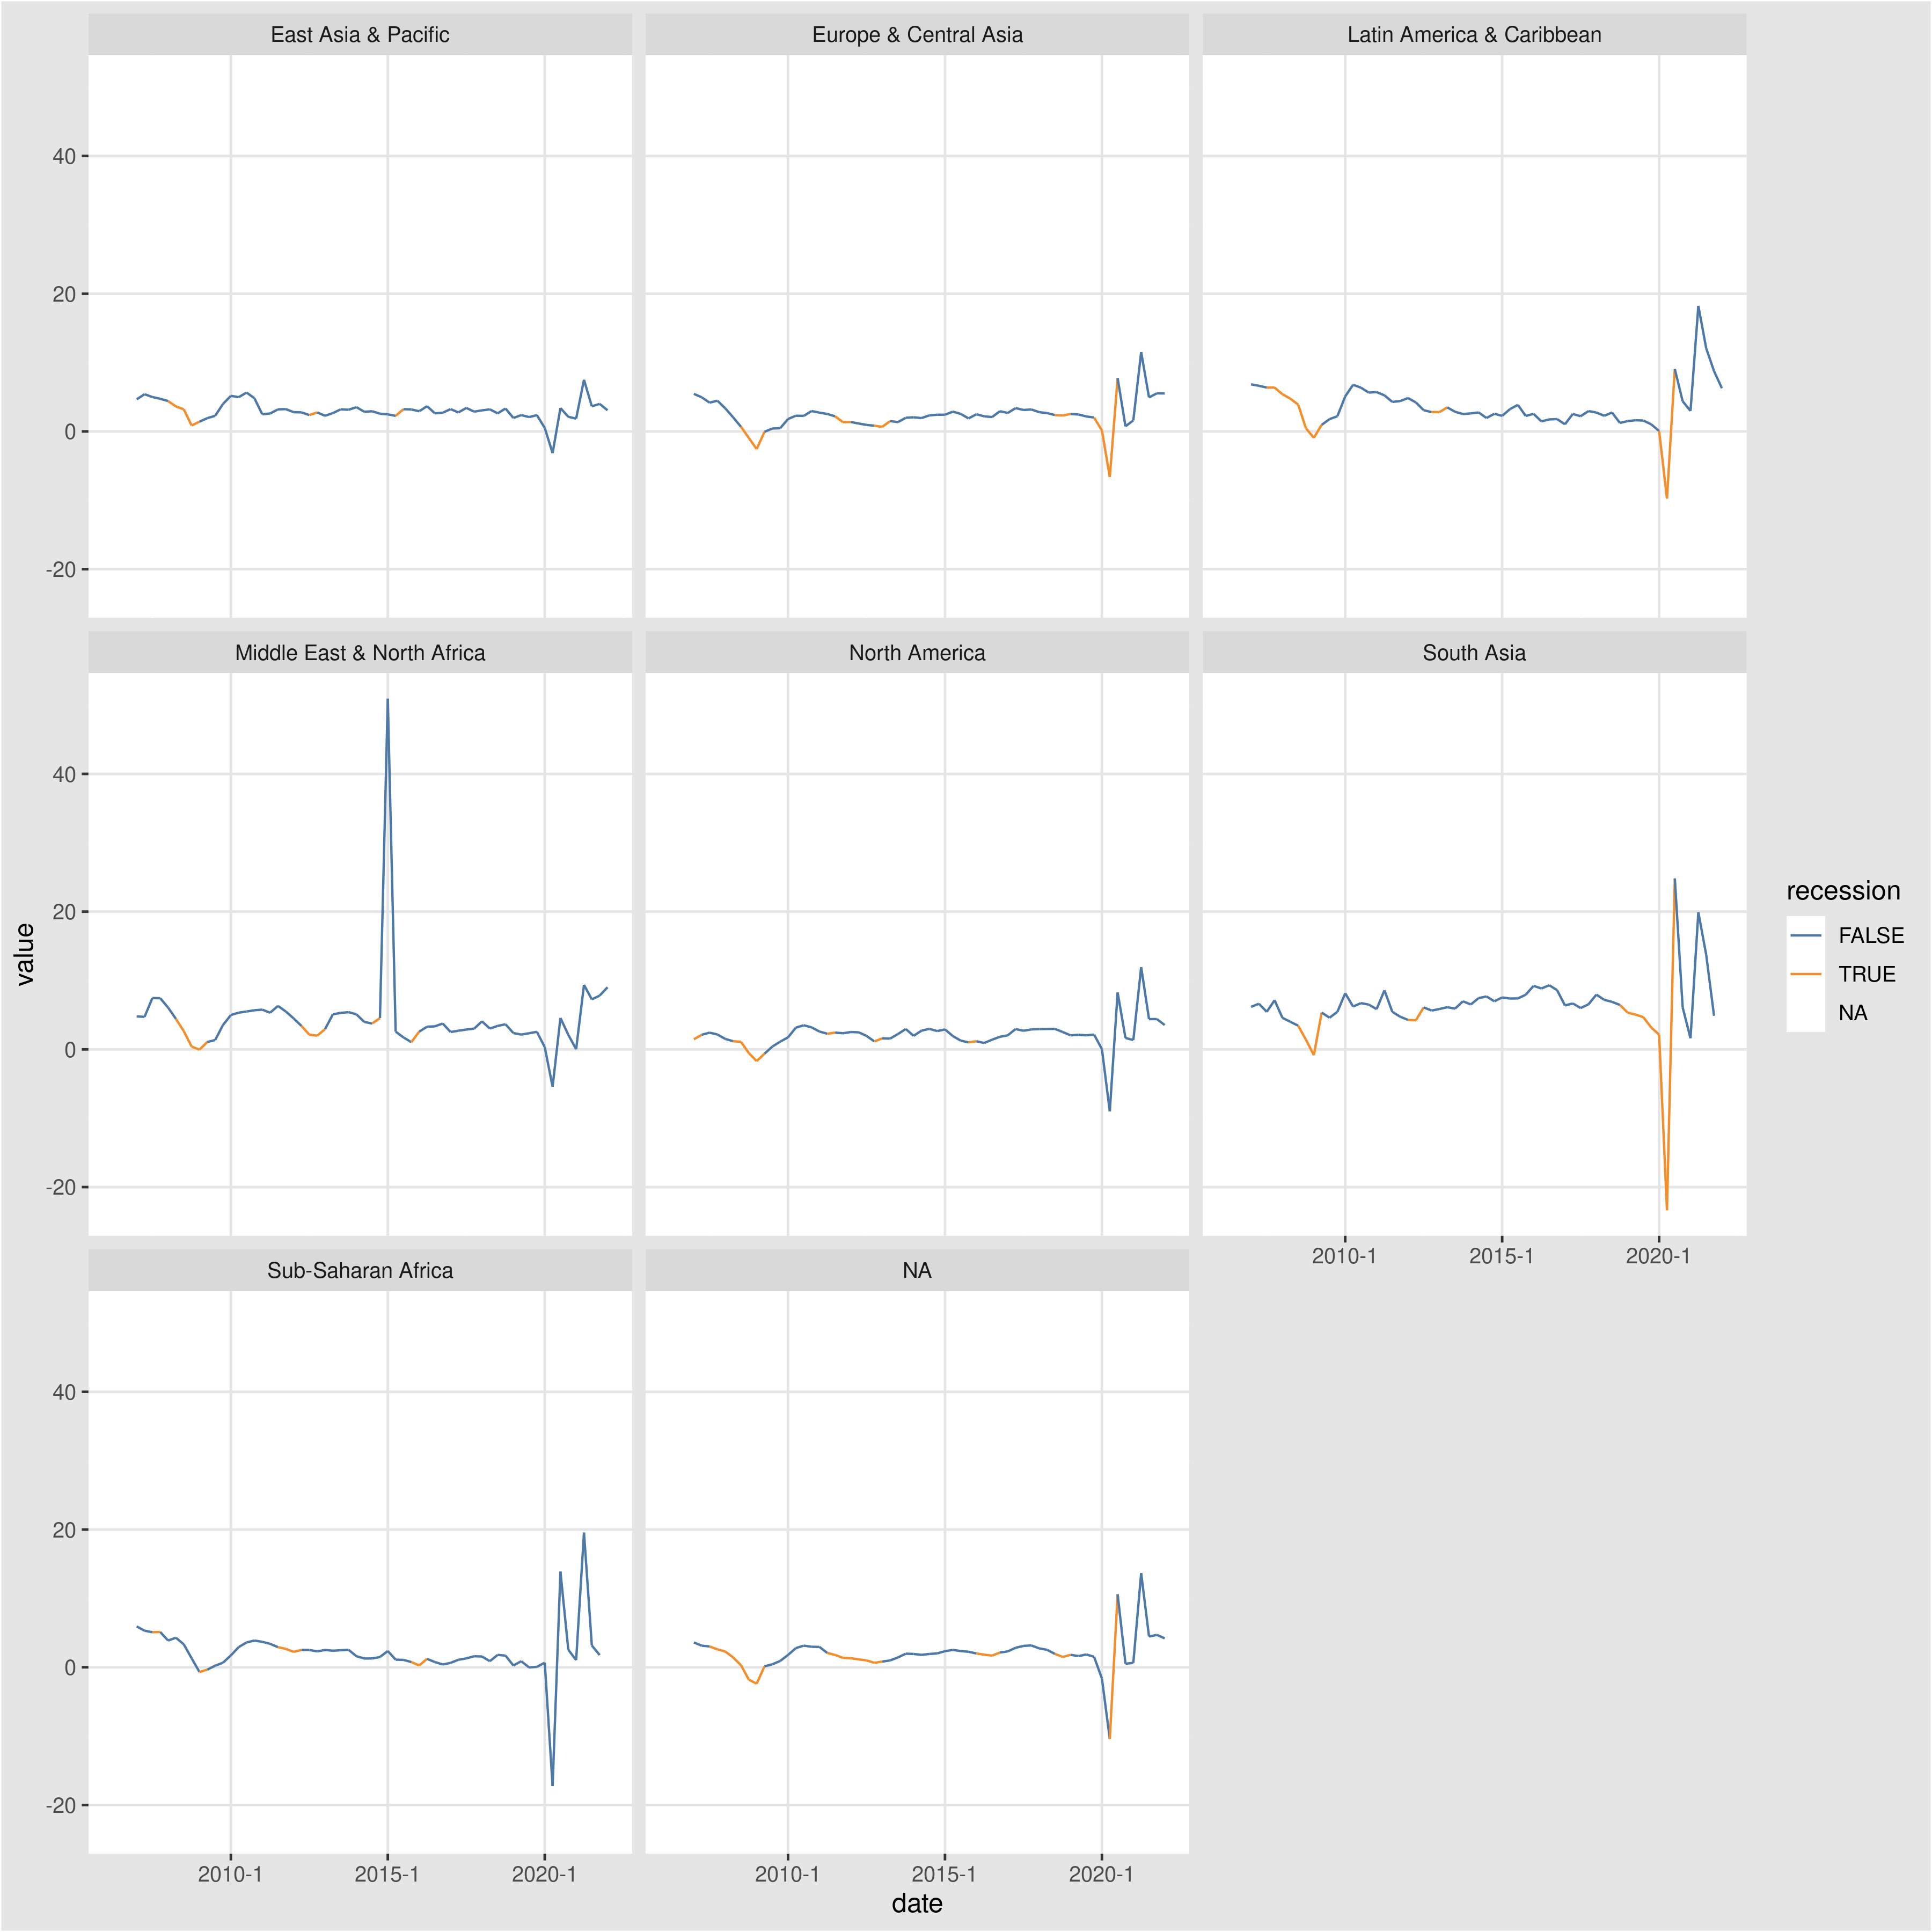 East Asia & Pacific
Europe & Central Asia
Latin America & Caribbean
40
20
0
-20
Middle East & North Africa
North America
South Asia
40
20
0
-20
2010-1
2015-1
2020-1
Sub-Saharan Africa
NA
40
20
0
-20
2010-1
2015-1
2020-1
2010-1
2015-1
2020-1
date
value
recession
FALSE
TRUE
NA